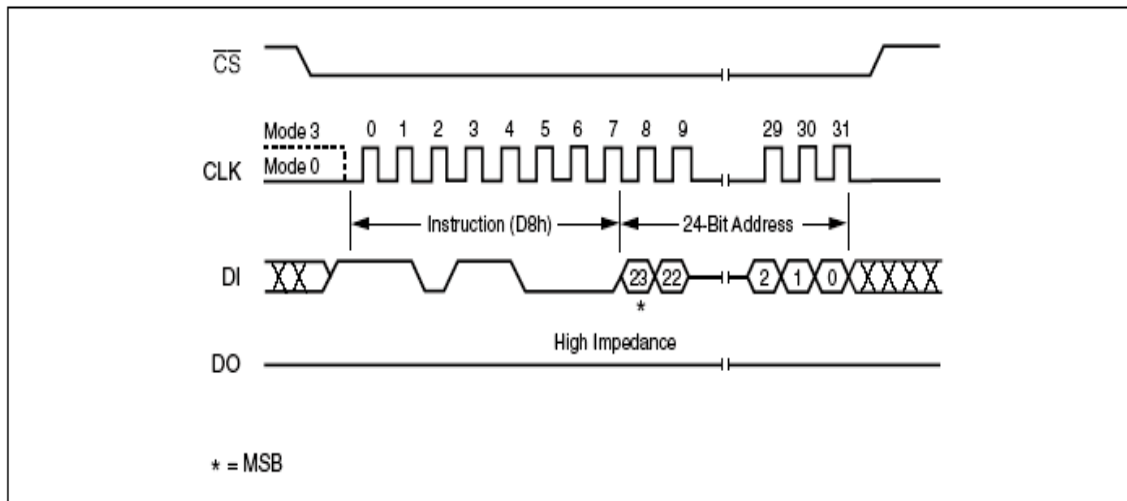 C̅S̅
Mode 3
0 1 2 3 4 5 6 7 8 9 29 30 31
CLK
Mode 0
Instruction (D8h) 24-Bit Address
DI 23 22 2 1 0
*
High Impedance
DO
* = MSB